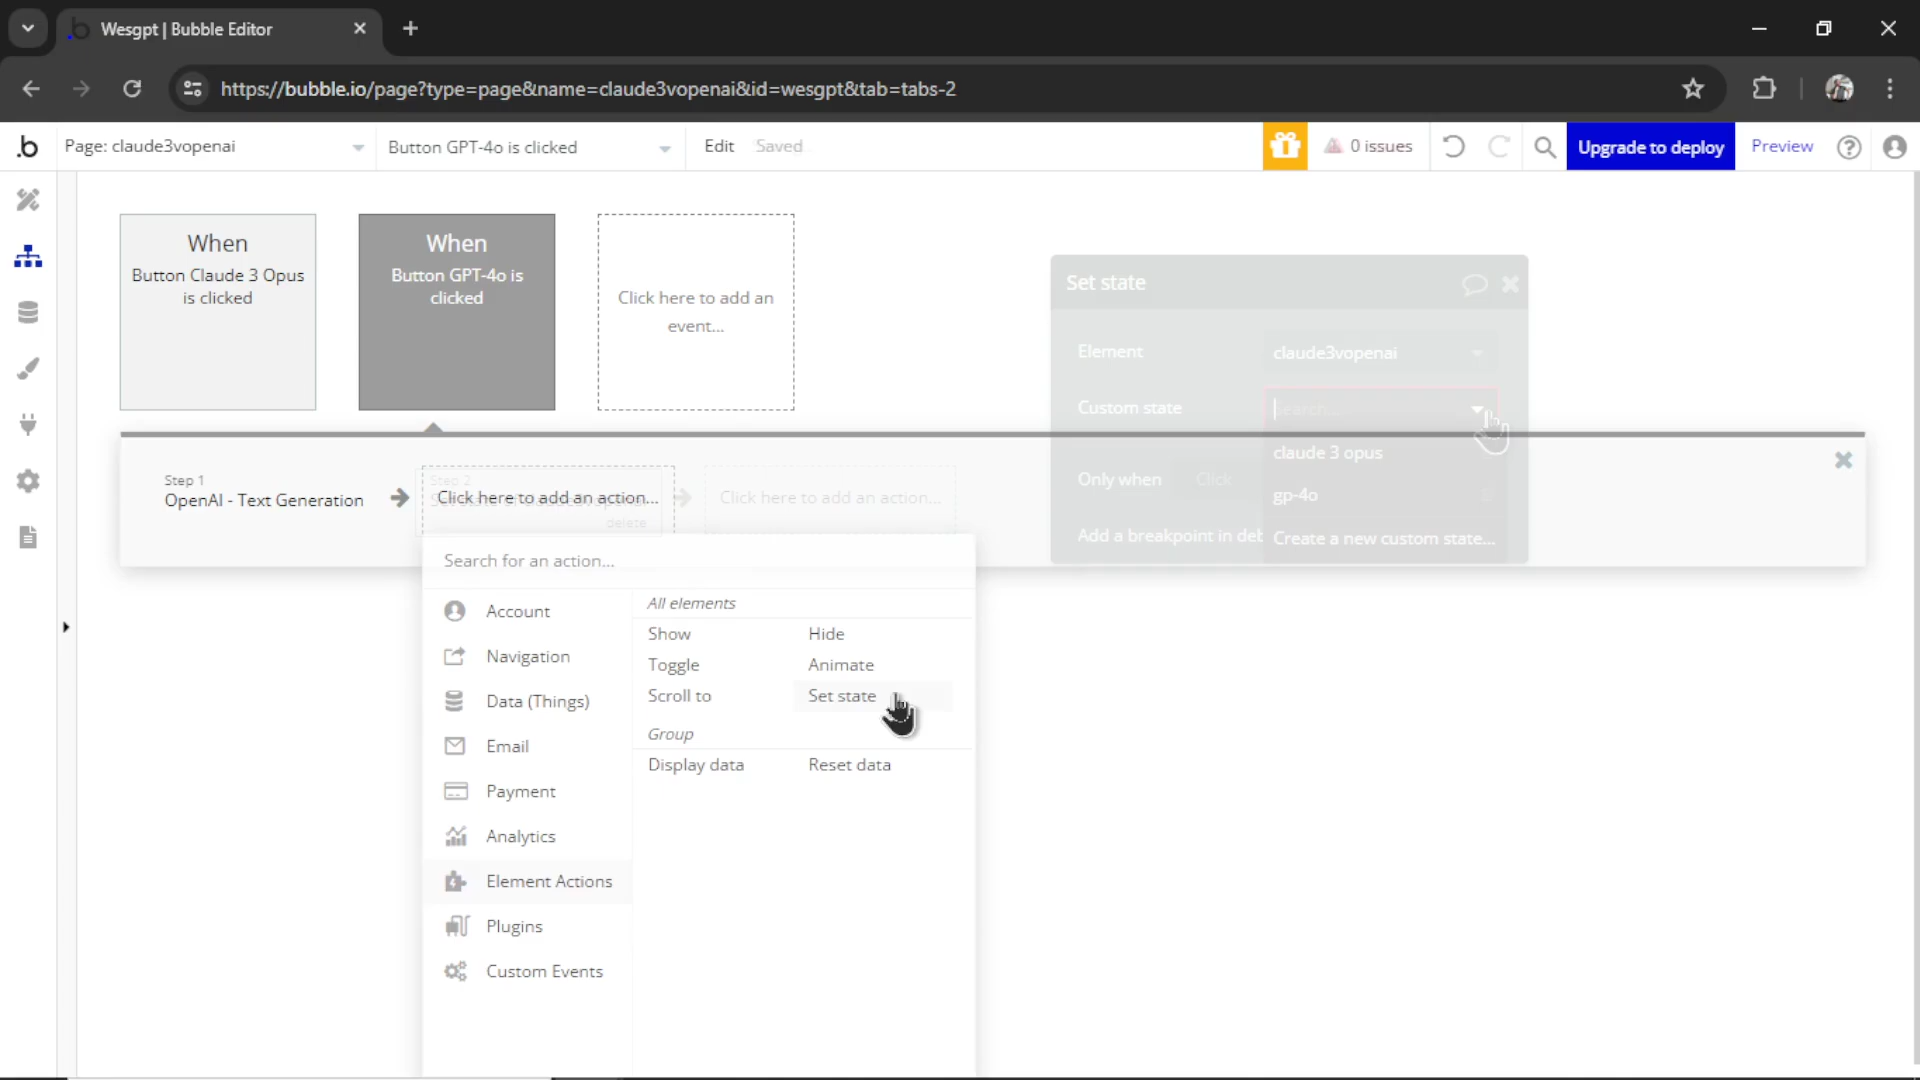 Wesgpt | Bubble Editor
https://bubble.io/page?type=page&name=claude3vopenai&id=wesgpt&tab=tabs-2
.b
Page: claude3vopenai
Button GPT-4o is clicked
Edit
Saved
0 issues
Upgrade to deploy
Preview
When
Button Claude 3 Opus
is clicked
When
Button GPT-4o is
clicked
Click here to add an
event...
Set state
Element
claude3vopenai
Custom state
Search...
claude 3 opus
Only when
Click
gp-4o
Add a breakpoint in deb
Create a new custom state...
Step 1
OpenAI - Text Generation
Step 2
Click here to add an action...
delete
Click here to add an action...
Search for an action...
Account
Navigation
Data (Things)
Email
Payment
Analytics
Element Actions
Plugins
Custom Events
All elements
Show
Hide
Toggle
Animate
Scroll to
Set state
Group
Display data
Reset data